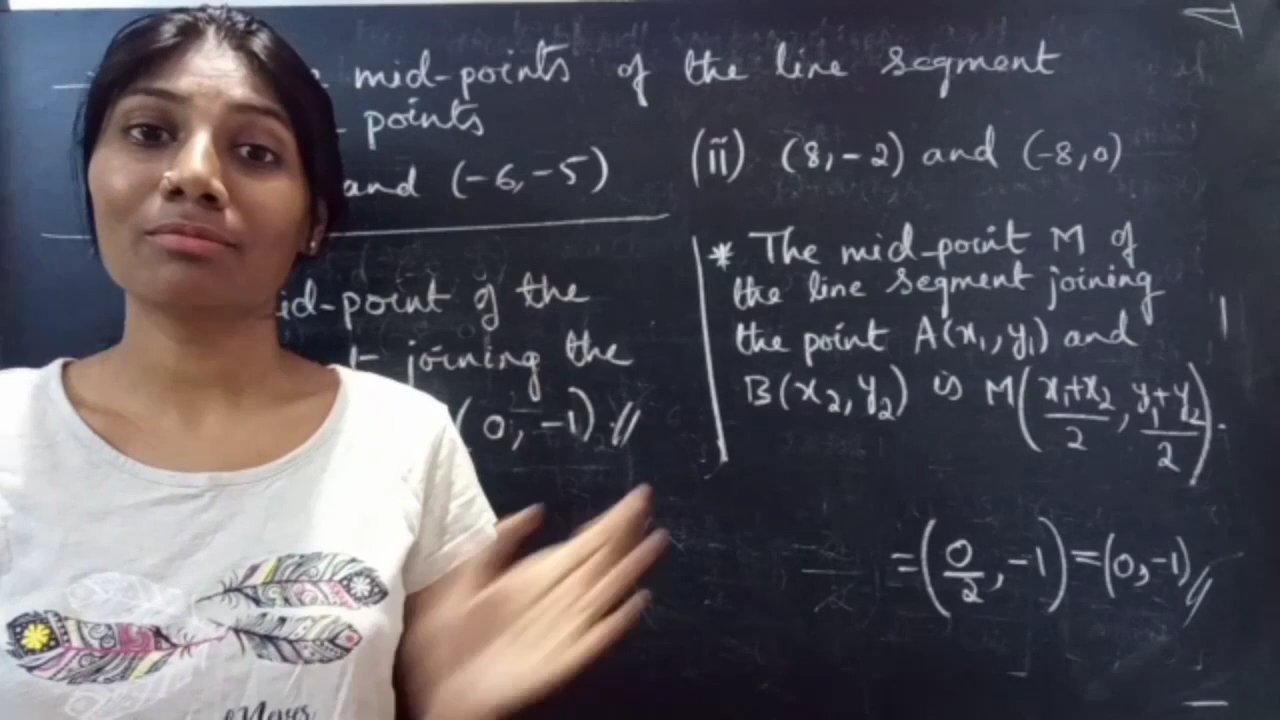 mid-points of the line segment
points
and (-6,-5)
(ii) (8,-2) and (-8,0)
id-point of the
joining the
(0,-1).//
* The mid-point M of
the line segment joining
the point A(x₁,y₁) and
B(x₂,y₂) is M((x₁+x₂)/2, (y₁+y₂)/2).
=(0/2,-1)=(0,-1)//
Never